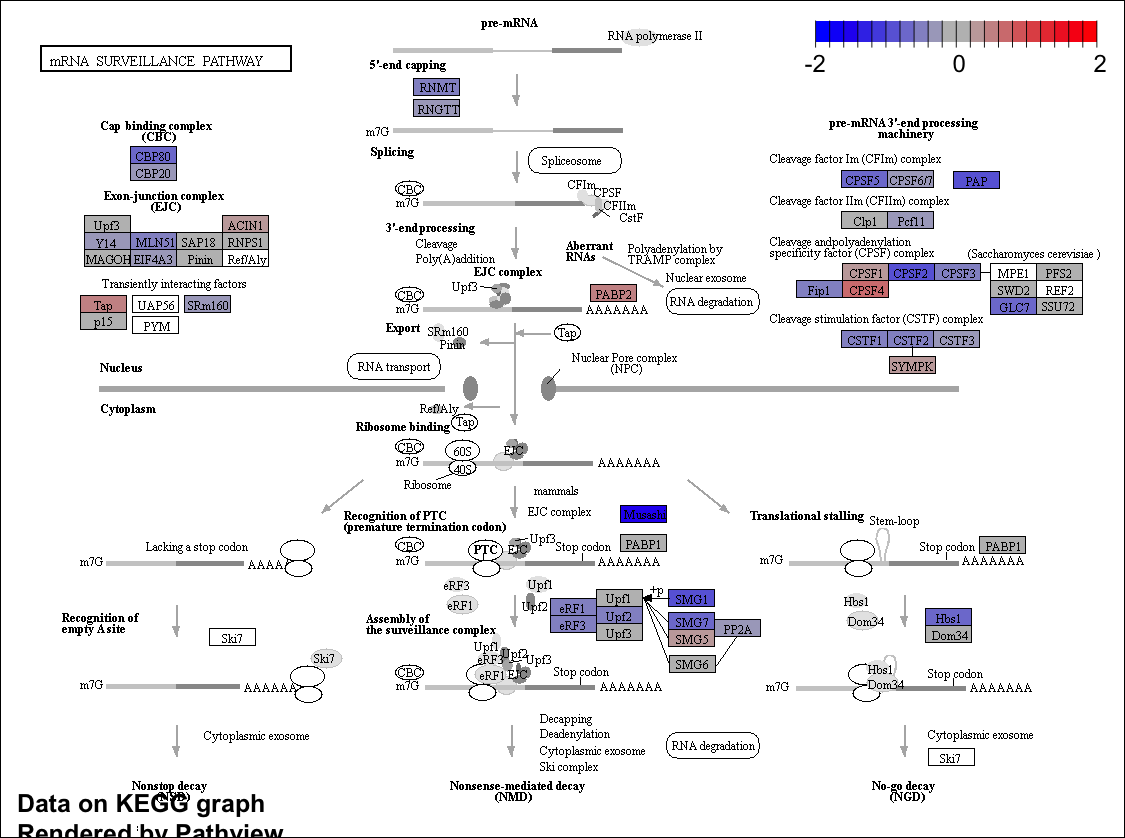 pre-mRNA
RNA polymerase II
-2 0 2
mRNA SURVEILLANCE PATHWAY
5'-end capping
RNMT
RNGTT
m7G
Cap binding complex
(CBC)
CBP80
CBP20
Exon-junction complex
(EJC)
Upf3 ACIN1
Y14 MLN51 SAP18 RNPS1
MAGOH EIF4A3 Pinin Ref/Aly
Transiently interacting factors
Tap UAP56 SRm160
p15 PYM
Splicing
Spliceosome
CBC
m7G
CFIm
CPSF
CFIIm
CstF
3'-end processing
Cleavage
Poly(A)addition
Aberrant
RNAs
Polyadenylation by
TRAMP complex
Nuclear exosome
RNA degradation
EJC complex
Upf3
CBC
m7G
PABP2
AAAAAAA
Export
SRm160
Pinin
Tap
RNA transport
Nuclear Pore complex
(NPC)
pre-mRNA 3'-end processing
machinery
Cleavage factor Im (CFIm) complex
CPSF5 CPSF6/7 PAP
Cleavage factor IIm (CFIIm) complex
Clp1 Pcf11
Cleavage andpolyadenylation
specificity factor (CPSF) complex
(Saccharomyces cerevisiae )
CPSF1 CPSF2 CPSF3 MPE1 PFS2
Fip1 CPSF4 SWD2 REF2
GLC7 SSU72
Cleavage stimulation factor (CSTF) complex
CSTF1 CSTF2 CSTF3
SYMPK
Nucleus
Cytoplasm
Ref/Aly
Tap
Ribosome binding
CBC
m7G
60S
40S
EJC
AAAAAAA
Ribosome
mammals
EJC complex
Musashi
Recognition of PTC
(premature termination codon)
CBC
m7G
PTC
EJC
Upf3
Stop codon
PABP1
AAAAAAA
Lacking a stop codon
m7G
AAAA
Translational stalling
Stem-loop
m7G
Stop codon
PABP1
AAAAAAA
eRF3
eRF1
Upf1
Upf2
eRF1
eRF3
Upf1
Upf2
Upf3
+p
SMG1
SMG7
SMG5
SMG6
PP2A
Hbs1
Dom34
Hbs1
Dom34
Recognition of
empty A site
Ski7
Ski7
m7G
AAAAAA
Assembly of
the surveillance complex
Upf1
Upf2
eRF3
Upf3
eRF1
EJC
CBC
m7G
Stop codon
AAAAAAA
Hbs1
Dom34
m7G
Stop codon
AAAAAAA
Cytoplasmic exosome
Decapping
Deadenylation
Cytoplasmic exosome
Ski complex
RNA degradation
Cytoplasmic exosome
Ski7
Nonstop decay
(NSD)
Nonsense-mediated decay
(NMD)
No-go decay
(NGD)
Data on KEGG graph
Rendered by Pathview